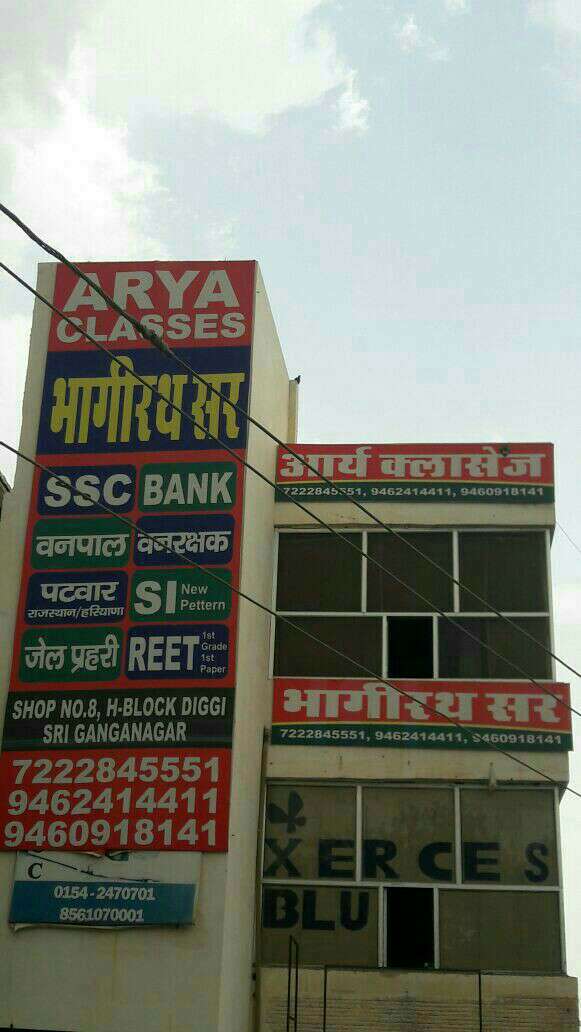 ARYA
CLASSES
भागीरथ सर
SSC BANK
वनपाल वनरक्षक
पटवार
राजस्थान/हरियाणा
SI New
Pettern
जेल प्रहरी
REET 1st
Grade
1st
Paper
SHOP NO.8, H-BLOCK DIGGI
SRI GANGANAGAR
7222845551
9462414411
9460918141
C
0154-2470701
8561070001
आर्य क्लासेज
7222845551, 9462414411, 9460918141
भागीरथ सर
7222845551, 9462414411, 9460918141
XERCES
BLU